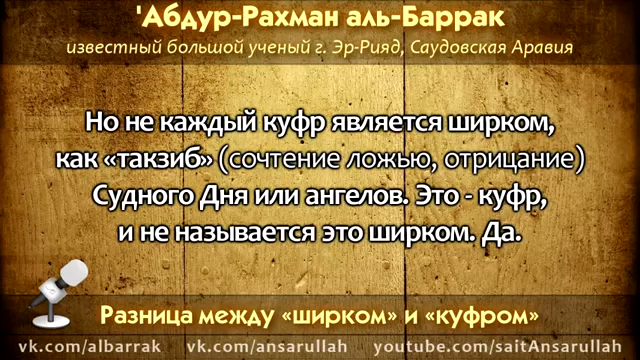 'Абдур-Рахман аль-Баррак
известный большой ученый г. Эр-Рияд, Саудовская Аравия
Но не каждый куфр является ширком,
как «такзиб» (сочтение ложью, отрицание)
Судного Дня или ангелов. Это - куфр,
и не называется это ширком. Да.
Разница между «ширком» и «куфром»
vk.com/albarrak vk.com/ansarullah youtube.com/saitAnsarullah